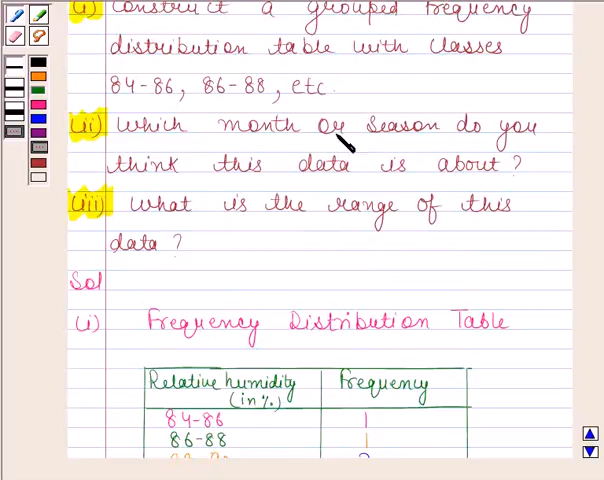 (i) Construct a grouped frequency
distribution table with classes
84-86, 86-88, etc.
(ii) Which month or season do you
think this data is about?
(iii) What is the range of this
data?
Sol
(i) Frequency Distribution Table
Relative humidity (in %.) Frequency
84-86 1
86-88 1